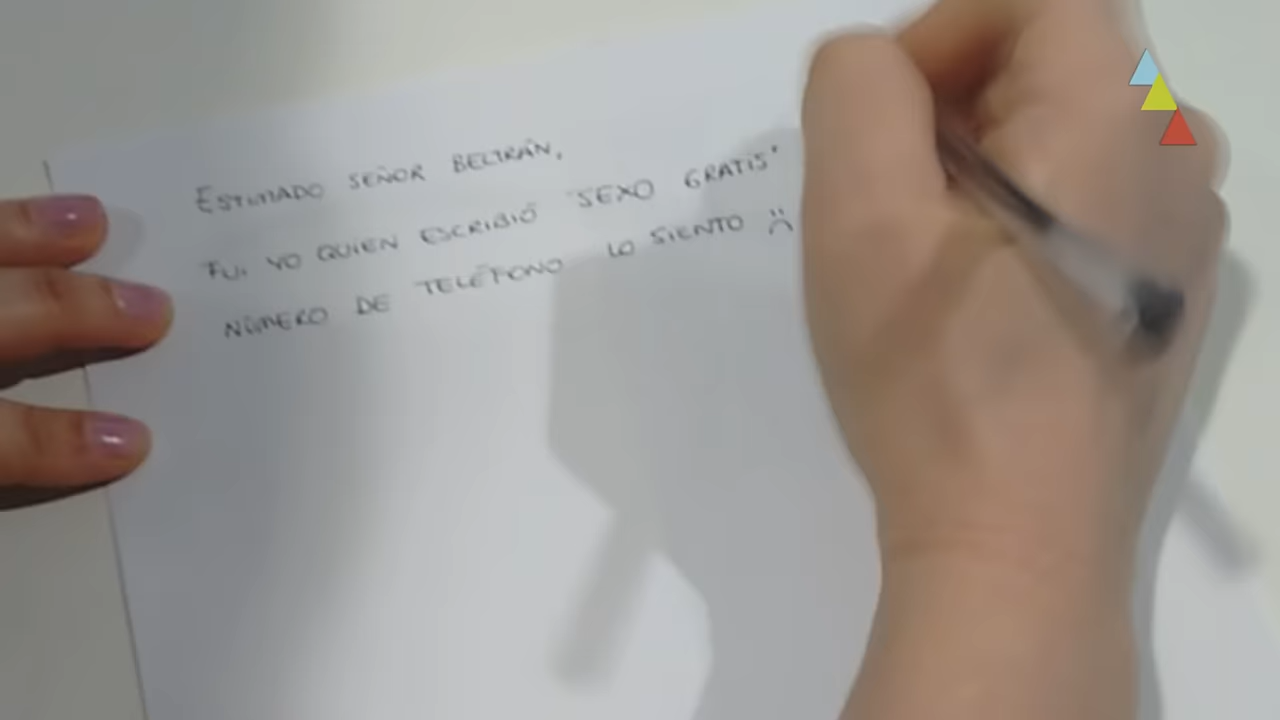 ESTIMADO SEÑOR BELTRÁN,
FUI YO QUIEN ESCRIBIÓ "SEXO GRATIS"
NÚMERO DE TELÉFONO LO SIENTO :(